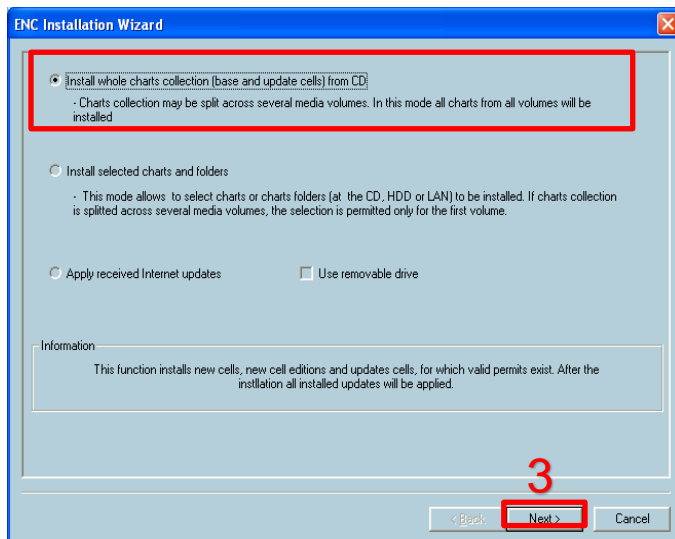 ENC Installation Wizard
Install whole charts collection (base and update cells) from CD
- Charts collection may be split across several media volumes. In this mode all charts from all volumes will be
installed
Install selected charts and folders
- This mode allows to select charts or charts folders (at the CD, HDD or LAN) to be installed. If charts collection
is splitted across several media volumes, the selection is permitted only for the first volume.
Apply received Internet updates Use removable drive
Information
This function installs new cells, new cell editions and updates cells, for which valid permits exist. After the
instllation all installed updates will be applied.
3
< Back Next > Cancel